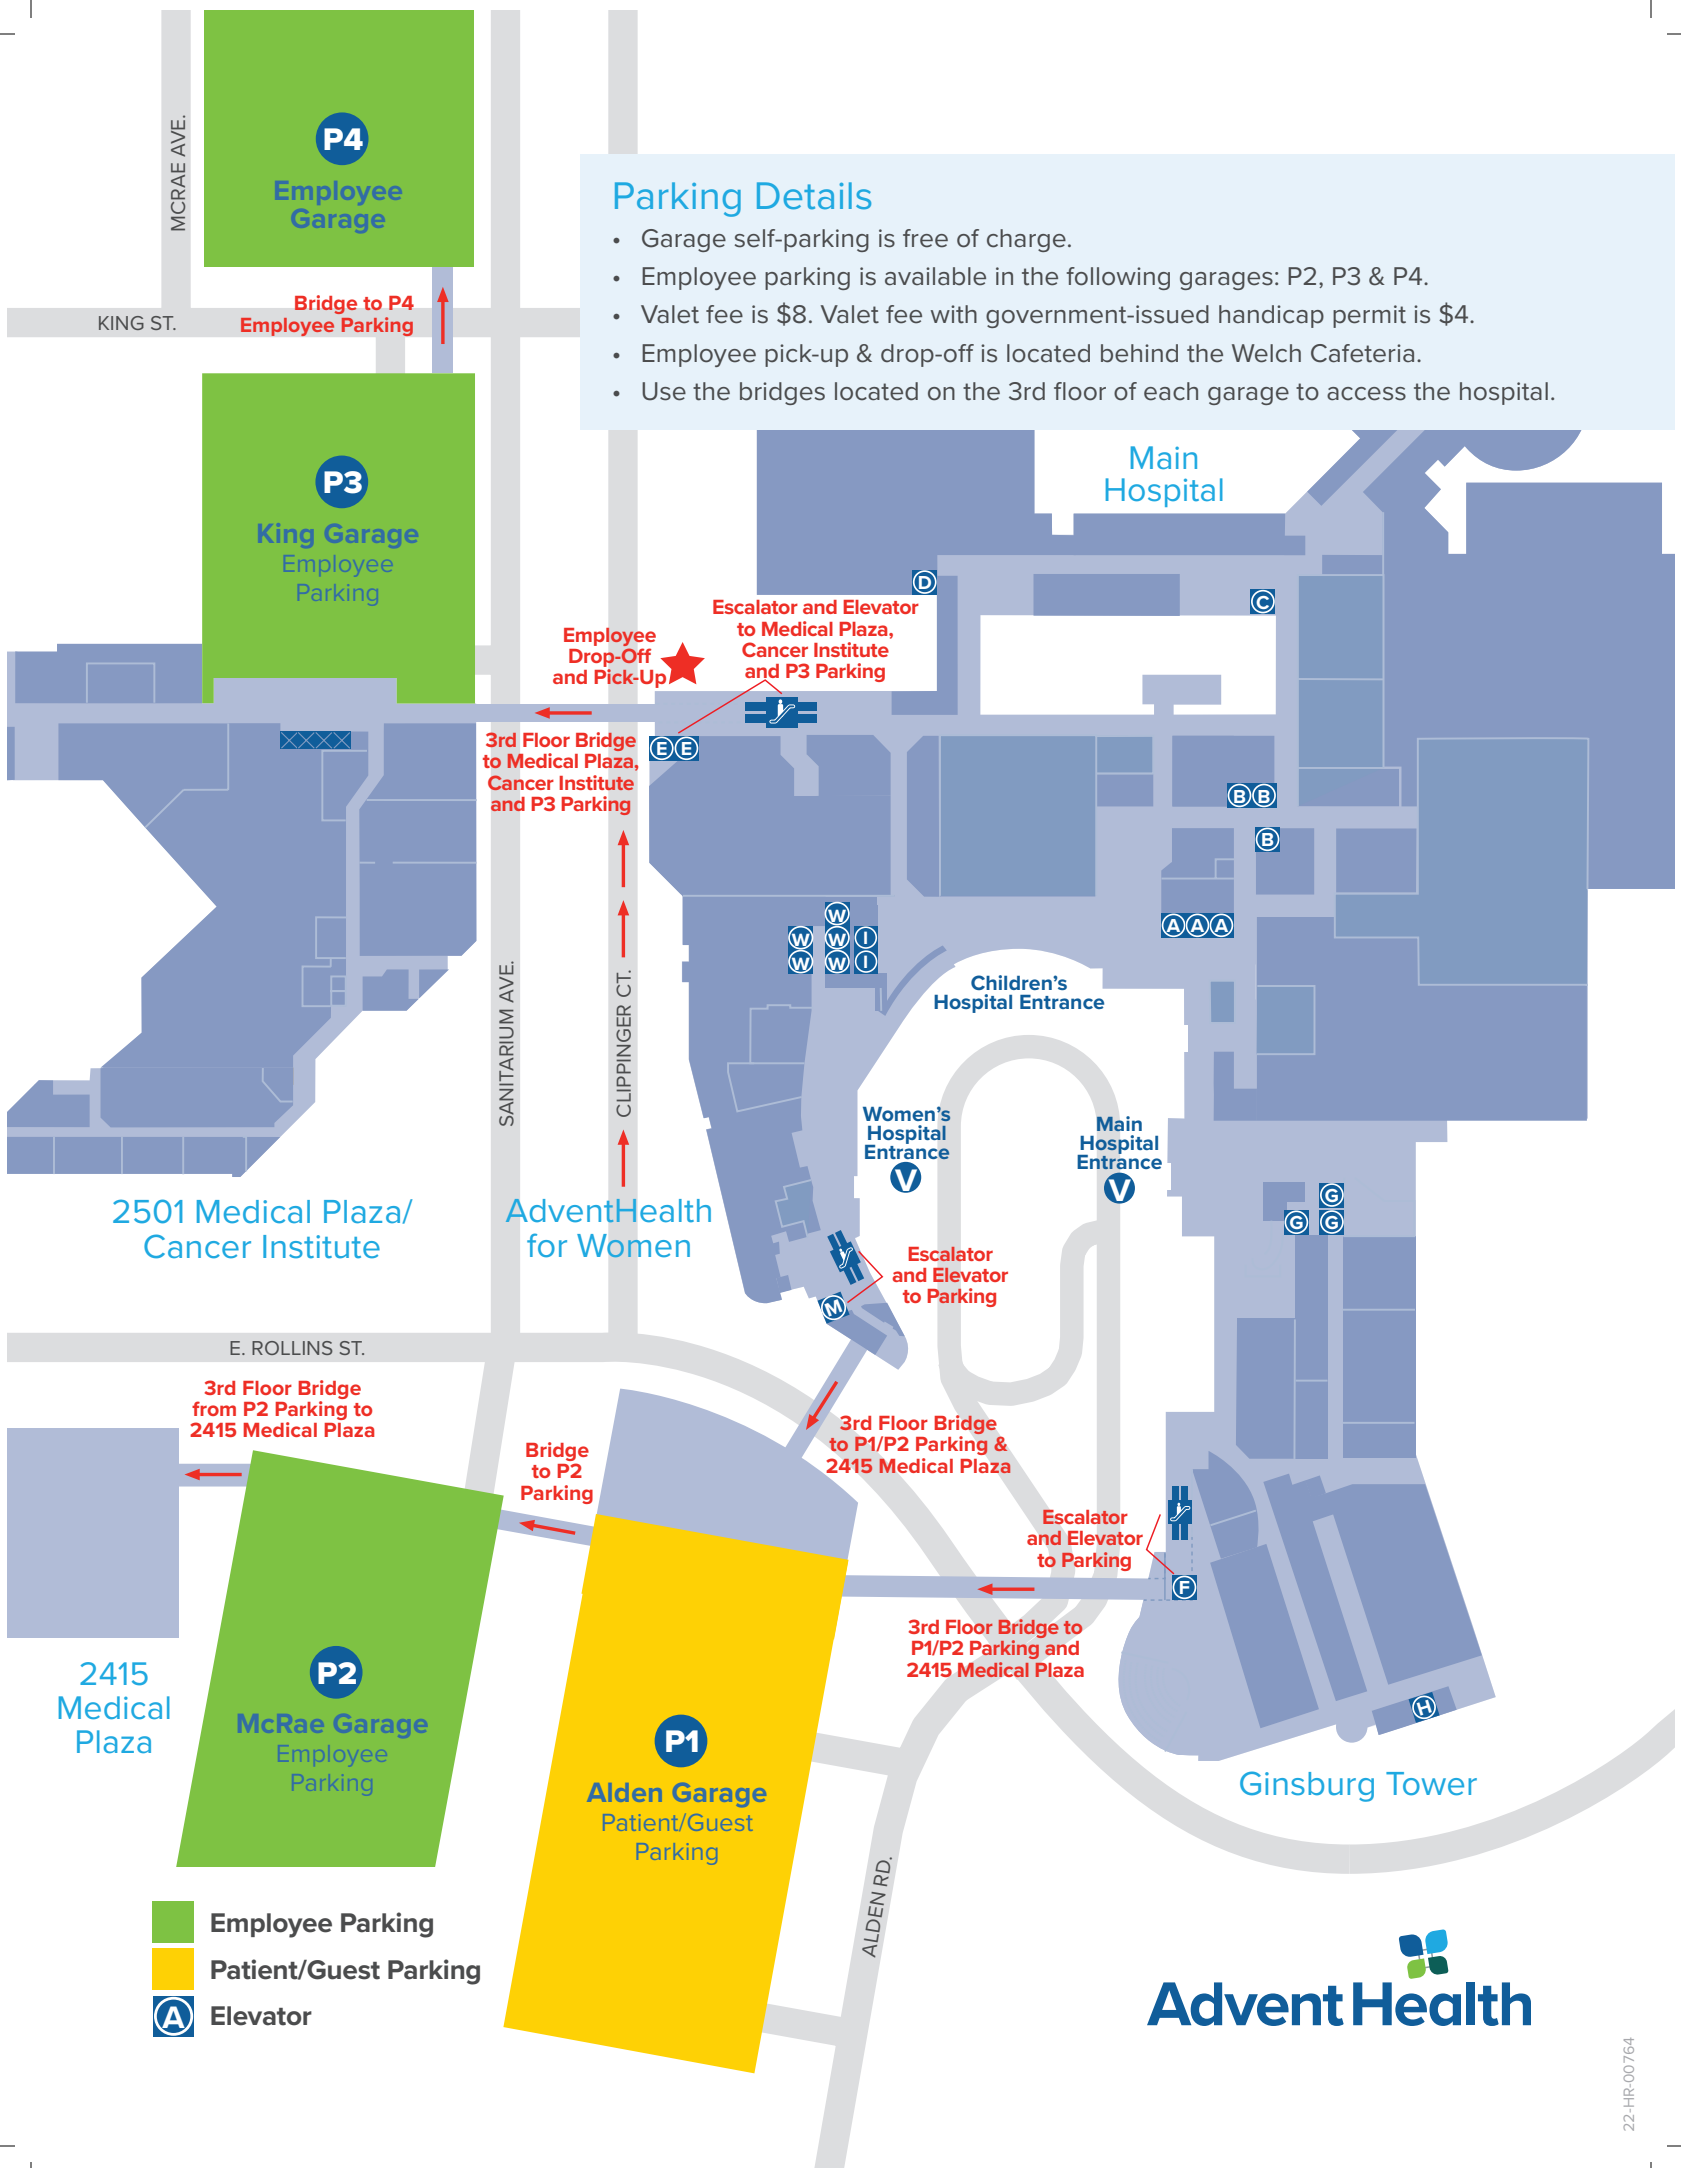 P4
Employee
Garage
MCRAE AVE.
Parking Details
• Garage self-parking is free of charge.
• Employee parking is available in the following garages: P2, P3 & P4.
• Valet fee is $8. Valet fee with government-issued handicap permit is $4.
• Employee pick-up & drop-off is located behind the Welch Cafeteria.
• Use the bridges located on the 3rd floor of each garage to access the hospital.
Bridge to P4
Employee Parking
KING ST.
Main
Hospital
P3
King Garage
Employee
Parking
D
C
Employee
Drop-Off
and Pick-Up
Escalator and Elevator
to Medical Plaza,
Cancer Institute
and P3 Parking
E E
3rd Floor Bridge
to Medical Plaza,
Cancer Institute
and P3 Parking
B B
B
A A A
W
W W I
W W I
SANITARIUM AVE.
CLIPPINGER CT.
Children's
Hospital Entrance
Women's
Hospital
Entrance
V
Main
Hospital
Entrance
V
G
G G
2501 Medical Plaza/
Cancer Institute
AdventHealth
for Women
Escalator
and Elevator
to Parking
M
E. ROLLINS ST.
3rd Floor Bridge
from P2 Parking to
2415 Medical Plaza
Bridge
to P2
Parking
3rd Floor Bridge
to P1/P2 Parking &
2415 Medical Plaza
Escalator
and Elevator
to Parking
F
3rd Floor Bridge to
P1/P2 Parking and
2415 Medical Plaza
2415
Medical
Plaza
P2
McRae Garage
Employee
Parking
P1
Alden Garage
Patient/Guest
Parking
H
Ginsburg Tower
ALDEN RD.
Employee Parking
Patient/Guest Parking
A Elevator
AdventHealth
22-HR-00764